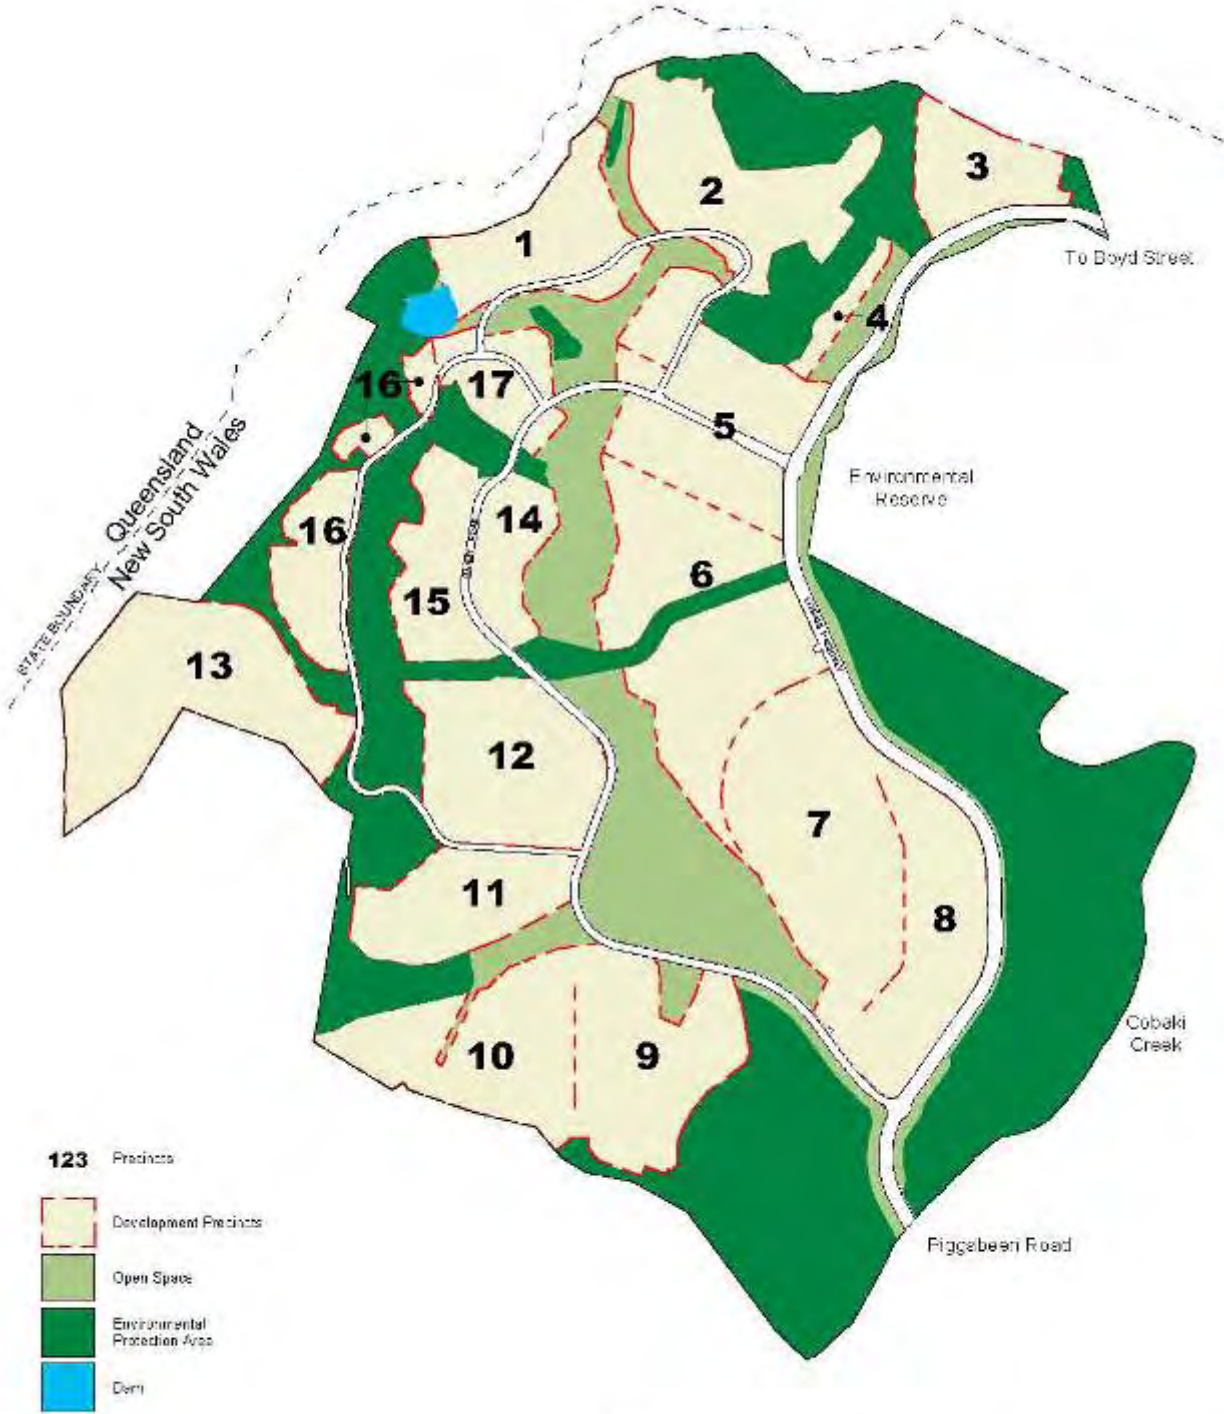 3
2
1
To Boyd Street
4
16
17
5
Queensland
New South Wales
STATE BOUNDARY
Environmental
Reserve
16
14
6
15
13
12
7
11
8
10
9
Cobaki
Creek
123 Precincts
Development Precincts
Piggabeen Road
Open Space
Environmental
Protection Area
Dam